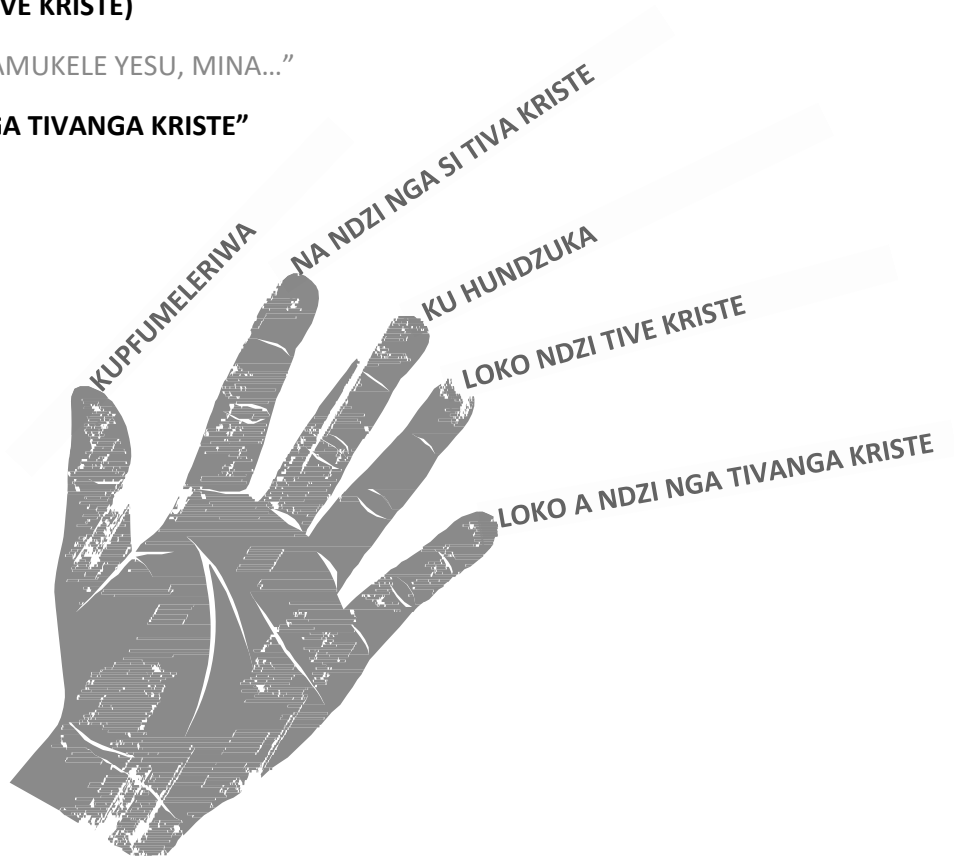 VE KRISTE)
AMUKELE YESU, MINA…”
GA TIVANGA KRISTE”
KUPFUMELERIWA
NA NDZI NGA SI TIVA KRISTE
KU HUNDZUKA
LOKO NDZI TIVE KRISTE
LOKO A NDZI NGA TIVANGA KRISTE